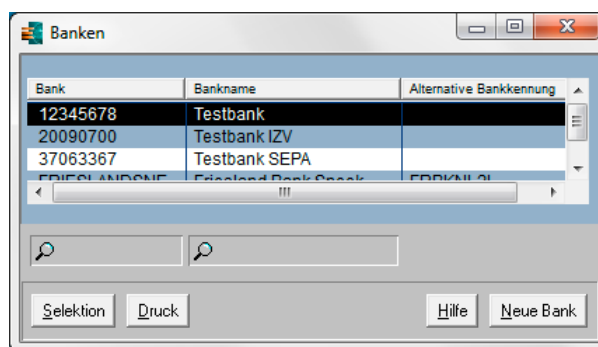 Banken
Bank Bankname Alternative Bankkennung
12345678 Testbank
20090700 Testbank IZV
37063367 Testbank SEPA
Selektion Druck Hilfe Neue Bank